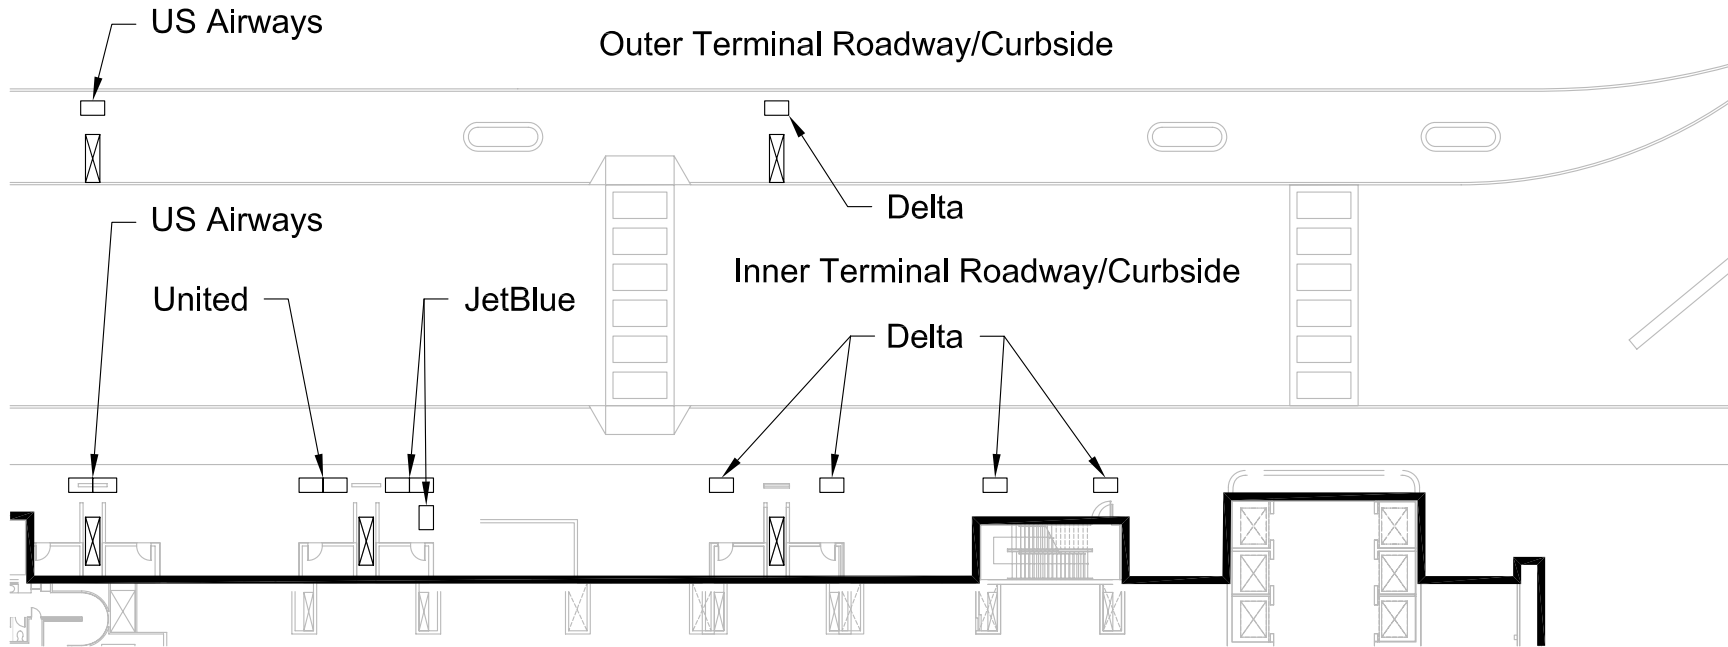 US Airways
Outer Terminal Roadway/Curbside
Delta
US Airways
Inner Terminal Roadway/Curbside
United
JetBlue
Delta